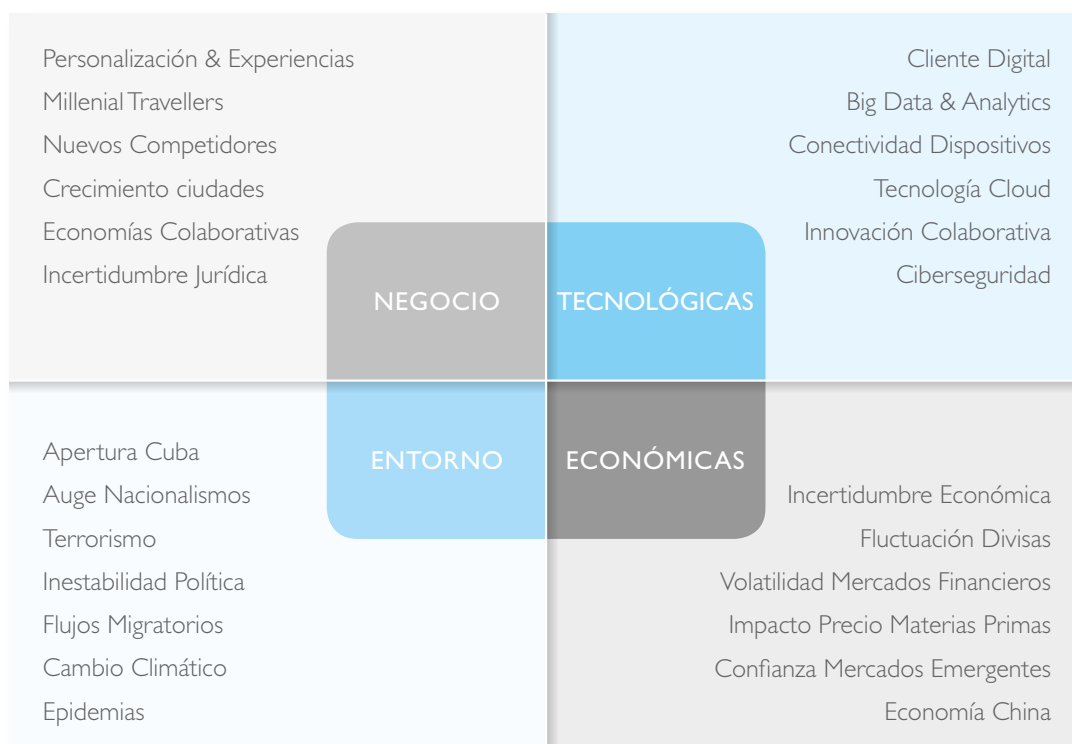 Personalización & Experiencias
Millenial Travellers
Nuevos Competidores
Crecimiento ciudades
Economías Colaborativas
Incertidumbre Jurídica
NEGOCIO
Cliente Digital
Big Data & Analytics
Conectividad Dispositivos
Tecnología Cloud
Innovación Colaborativa
Ciberseguridad
TECNOLÓGICAS
Apertura Cuba
Auge Nacionalismos
Terrorismo
Inestabilidad Política
Flujos Migratorios
Cambio Climático
Epidemias
ENTORNO
ECONÓMICAS
Incertidumbre Económica
Fluctuación Divisas
Volatilidad Mercados Financieros
Impacto Precio Materias Primas
Confianza Mercados Emergentes
Economía China